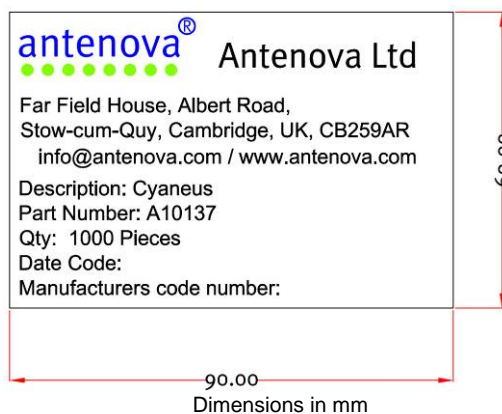 antenova®
Antenova Ltd
Far Field House, Albert Road,
Stow-cum-Quy, Cambridge, UK, CB259AR
info@antenova.com / www.antenova.com
Description: Cyaneus
Part Number: A10137
Qty: 1000 Pieces
Date Code:
Manufacturers code number:
60.00
90.00
Dimensions in mm